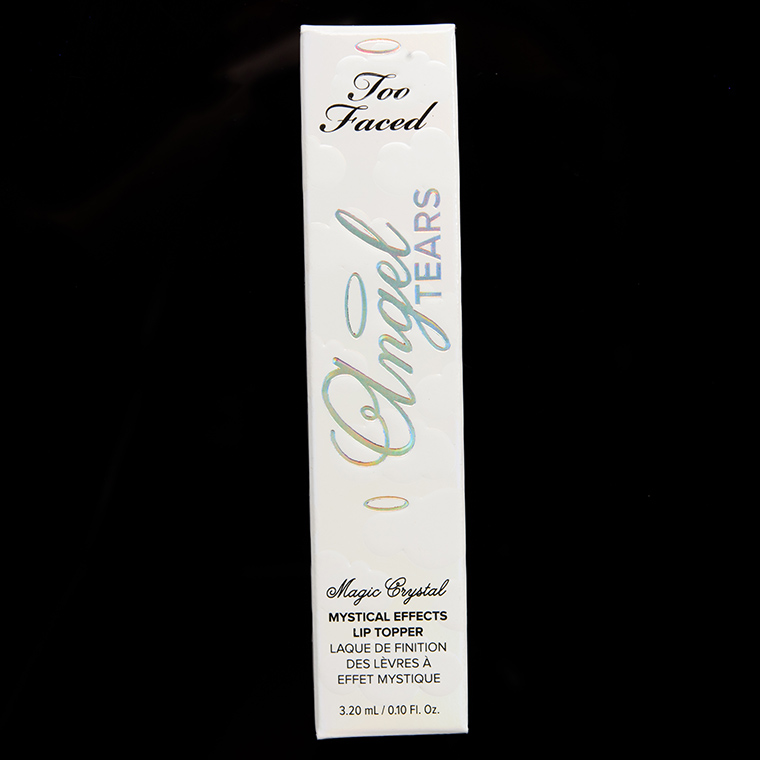 Too
Faced
Angel
TEARS
Magic Crystal
MYSTICAL EFFECTS
LIP TOPPER
LAQUE DE FINITION
DES LÈVRES À
EFFET MYSTIQUE
3.20 mL / 0.10 Fl. Oz.